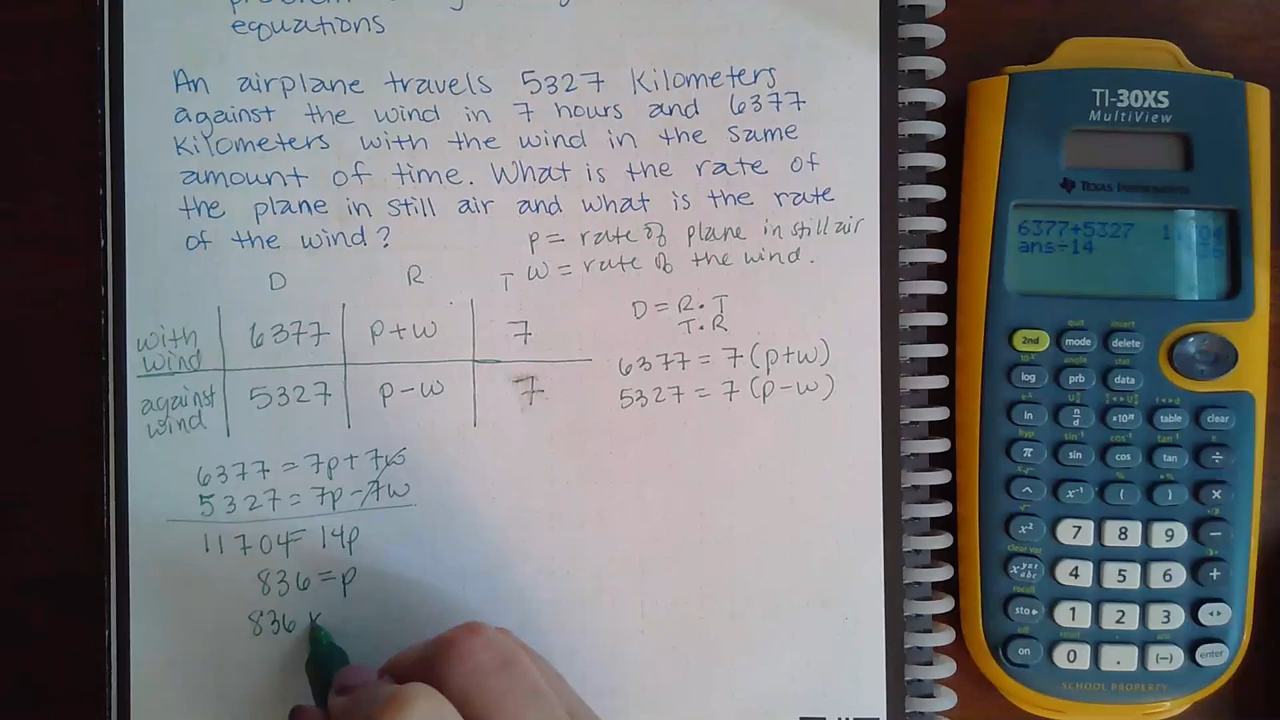 equations
An airplane travels 5327 Kilometers
against the wind in 7 hours and 6377
Kilometers with the wind in the same
amount of time. What is the rate of
the plane in still air and what is the rate
of the wind?
p = rate of plane in still air
w = rate of the wind.
D R T
with wind 6377 p+w 7
against wind 5327 p-w 7
D = R·T
T·R
6377 = 7(p+w)
5327 = 7(p-w)
6377 = 7p+7w
5327 = 7p-7w
11704= 14p
836=p
836 K
TI-30XS
MultiView
TEXAS INSTRUMENTS
6377+5327
ans÷14
quit insert
2nd mode delete
log prb data
ln n/d table clear
π sin cos tan ÷
^ x⁻¹ ( ) ×
x² 7 8 9 −
clear var
4 5 6 +
recall
sto▸ 1 2 3
on 0 . (−) enter
SCHOOL PROPERTY